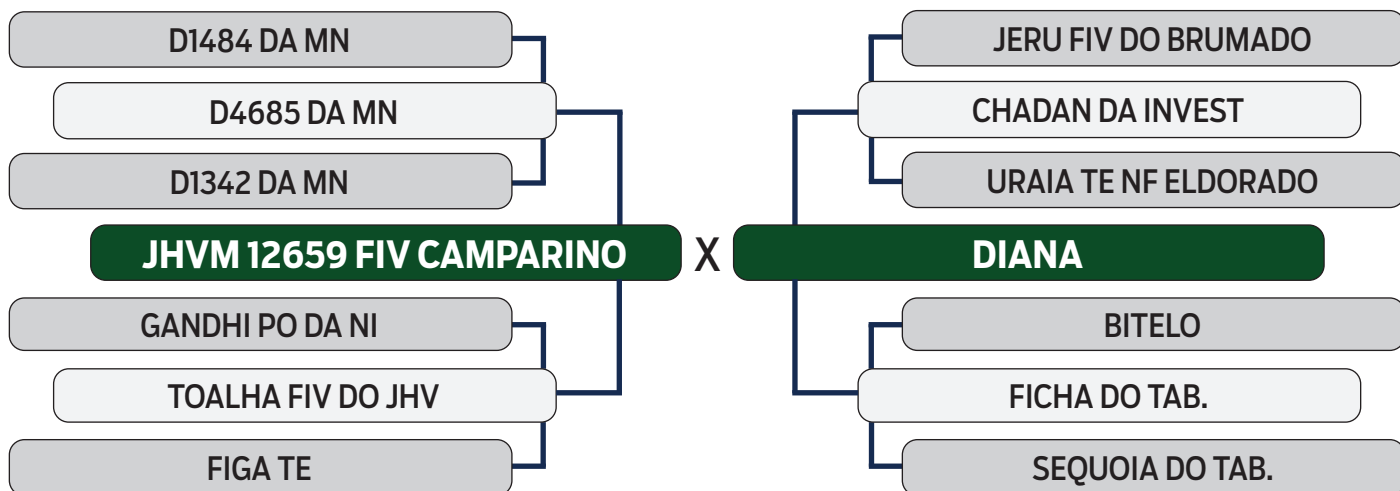 D1484 DA MN
D4685 DA MN
D1342 DA MN
JHVM 12659 FIV CAMPARINO
GANDHI PO DA NI
TOALHA FIV DO JHV
FIGA TE
X
JERU FIV DO BRUMADO
CHADAN DA INVEST
URAIA TE NF ELDORADO
DIANA
BITELO
FICHA DO TAB.
SEQUOIA DO TAB.